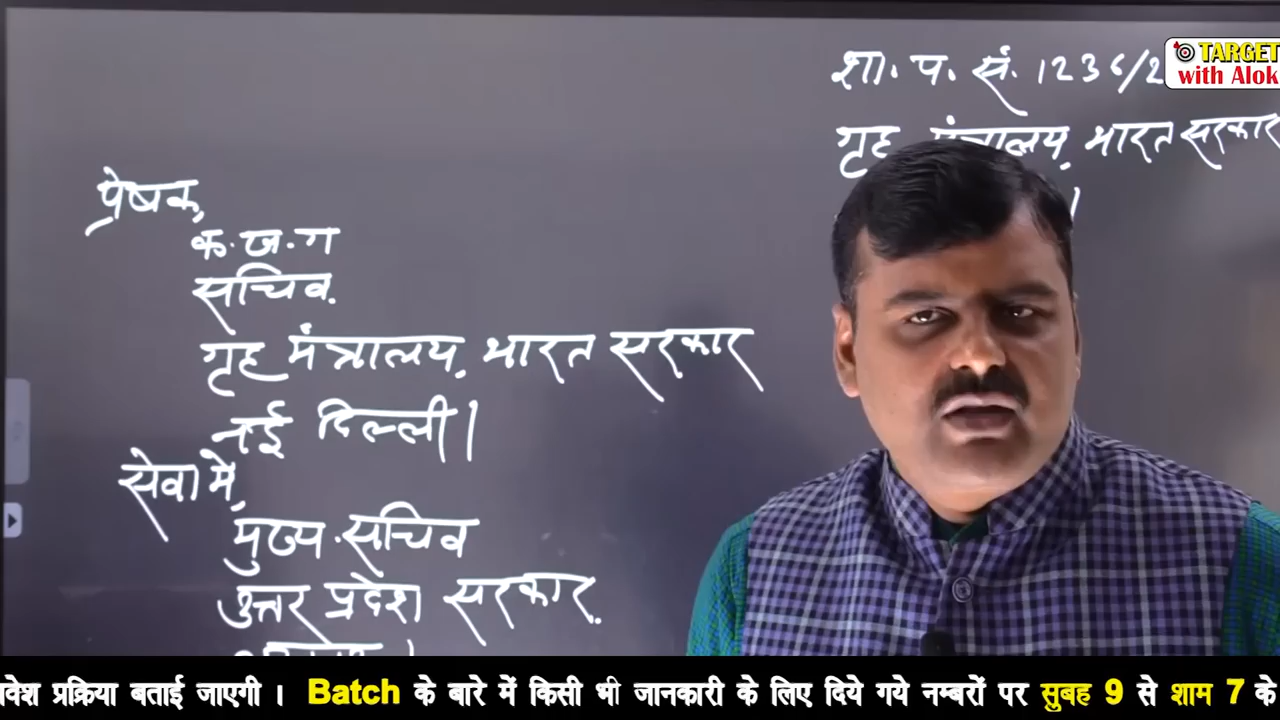 शा. प. सं. 1236/2
TARGET
with Alok
गृह मंत्रालय, भारत सरकार
प्रेषक,
क. ख. ग
सचिव,
गृह मंत्रालय, भारत सरकार
नई दिल्ली।
सेवा में,
मुख्य सचिव
उत्तर प्रदेश सरकार,
वेश प्रक्रिया बताई जाएगी । Batch के बारे में किसी भी जानकारी के लिए दिये गये नम्बरों पर सुबह 9 से शाम 7 के